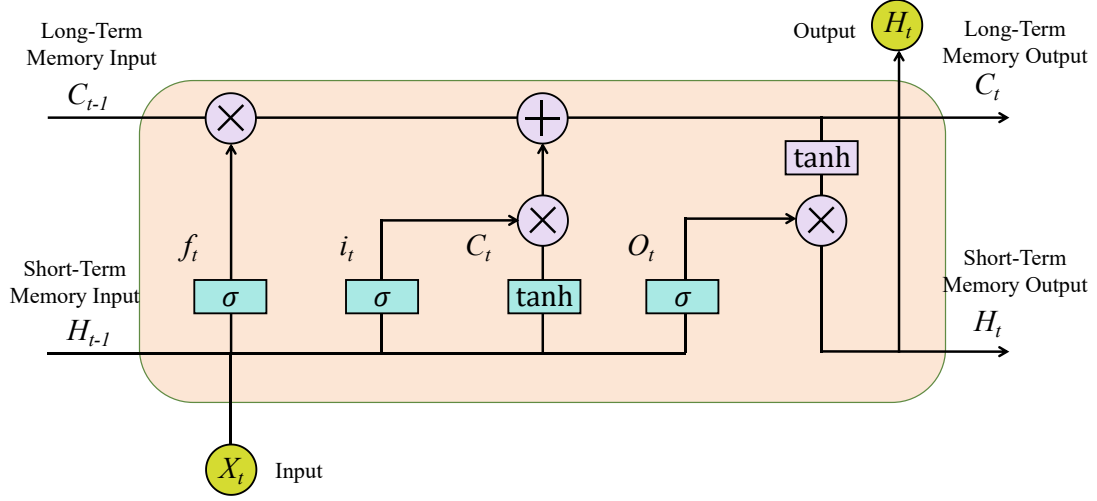 Long-Term
Memory Input
C_{t-1}
Output
H_t
Long-Term
Memory Output
C_t
×
+
tanh
×
×
f_t
i_t
C_t
O_t
Short-Term
Memory Input
H_{t-1}
σ
σ
tanh
σ
Short-Term
Memory Output
H_t
X_t
Input